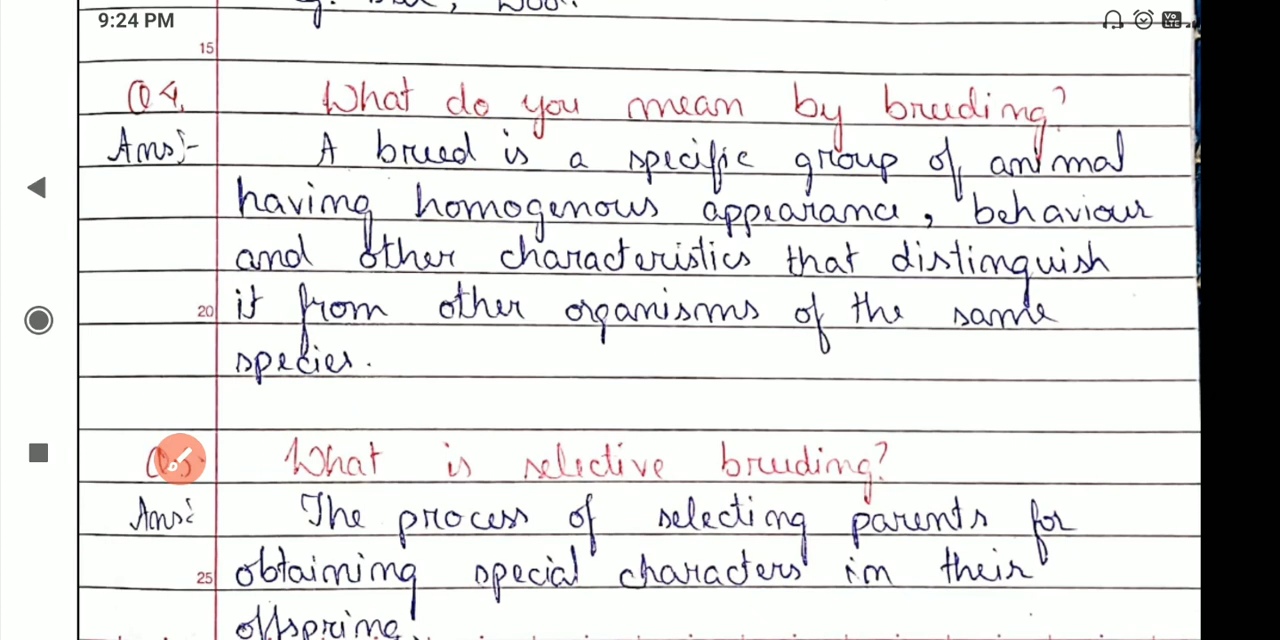 9:24 PM
15
Q4. What do you mean by breeding?
Ans:- A breed is a specific group of animal
having homogenous appearance, behaviour
and other characteristics that distinguish
20 it from other organisms of the same
species.
What is selective breeding?
Ans: The process of selecting parents for
25 obtaining special characters in their
offspring.